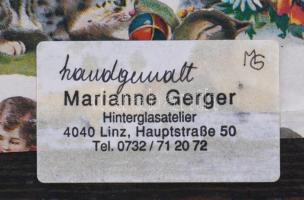 handgemalt
MG
Marianne Gerger
Hinterglasatelier
4040 Linz, Hauptstraße 50
Tel. 0732 / 71 20 72